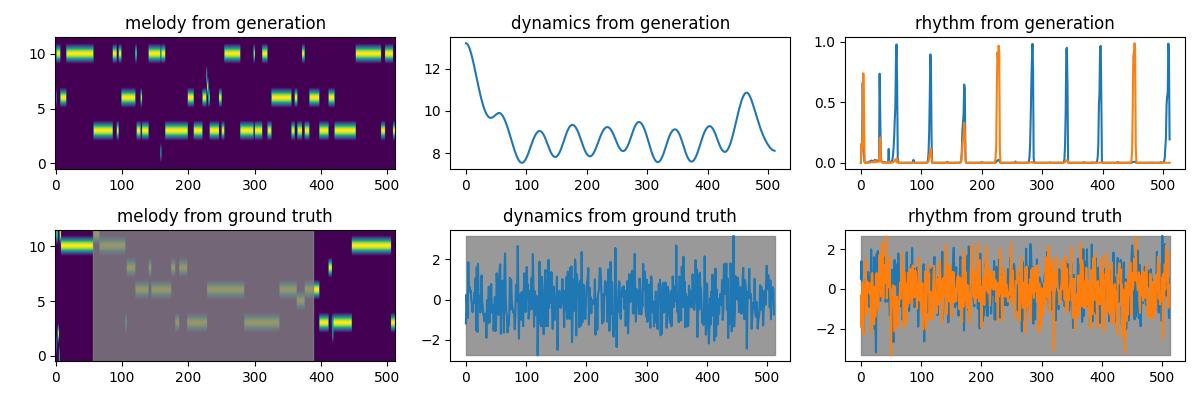 melody from generation
10
5
0
0 100 200 300 400 500
dynamics from generation
12
10
8
0 100 200 300 400 500
rhythm from generation
1.0
0.5
0.0
0 100 200 300 400 500
melody from ground truth
10
5
0
0 100 200 300 400 500
dynamics from ground truth
2
0
−2
0 100 200 300 400 500
rhythm from ground truth
2
0
−2
0 100 200 300 400 500